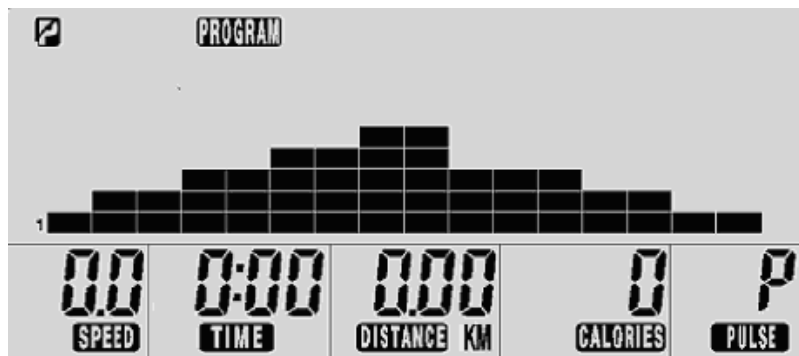 PROGRAM
1
0.0 0:00 0.00 0 P
SPEED TIME DISTANCE KM CALORIES PULSE